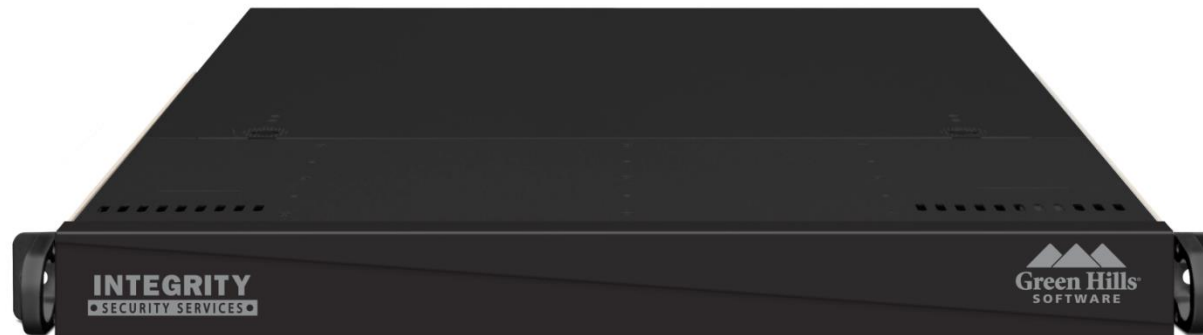 INTEGRITY
• SECURITY SERVICES •
Green Hills®
SOFTWARE